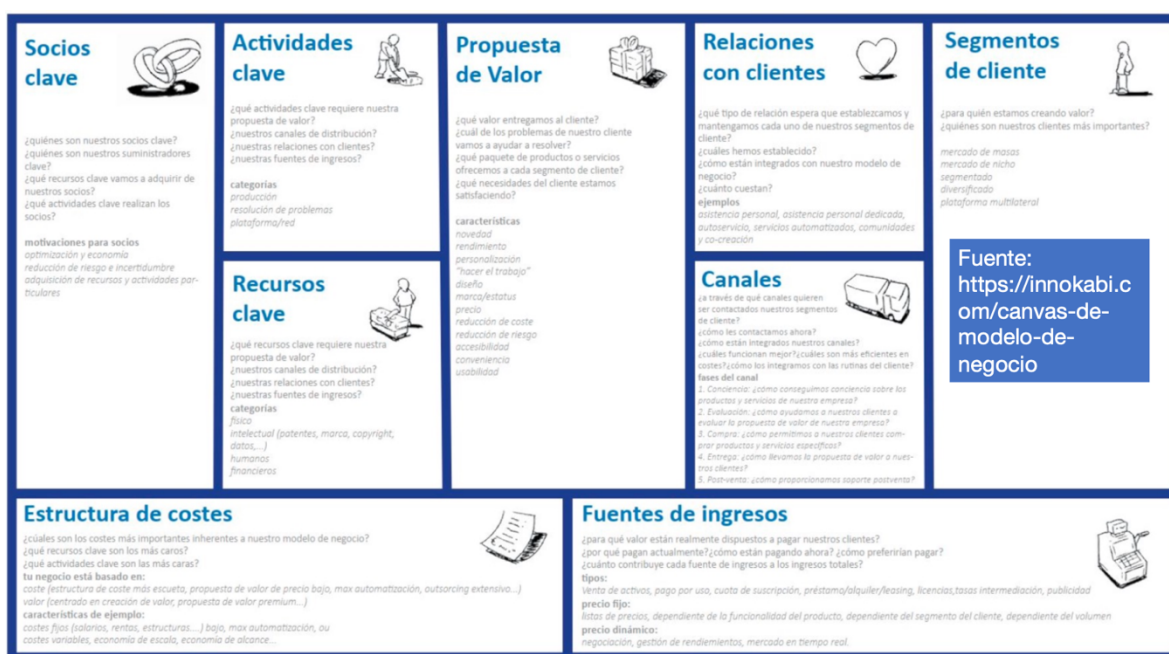 Socios
clave
¿quiénes son nuestros socios clave?
¿quiénes son nuestros suministradores
clave?
¿qué recursos clave vamos a adquirir de
nuestros socios?
¿qué actividades clave realizan los
socios?
motivaciones para socios
optimización y economía
reducción de riesgo e incertidumbre
adquisición de recursos y actividades par-
ticulares
Actividades
clave
¿qué actividades clave requiere nuestra
propuesta de valor?
¿nuestros canales de distribución?
¿nuestras relaciones con clientes?
¿nuestras fuentes de ingresos?
categorías
producción
resolución de problemas
plataforma/red
Recursos
clave
¿qué recursos clave requiere nuestra
propuesta de valor?
¿nuestros canales de distribución?
¿nuestras relaciones con clientes?
¿nuestras fuentes de ingresos?
categorías
físico
intelectual (patentes, marca, copyright,
datos,...)
humanos
financieros
Propuesta
de Valor
¿qué valor entregamos al cliente?
¿cuál de los problemas de nuestro cliente
vamos a ayudar a resolver?
¿qué paquete de productos o servicios
ofrecemos a cada segmento de cliente?
¿qué necesidades del cliente estamos
satisfaciendo?
características
novedad
rendimiento
personalización
"hacer el trabajo"
diseño
marca/estatus
precio
reducción de coste
reducción de riesgo
accesibilidad
conveniencia
usabilidad
Relaciones
con clientes
¿qué tipo de relación espera que establezcamos y
mantengamos cada uno de nuestros segmentos de
cliente?
¿cuáles hemos establecido?
¿cómo están integrados con nuestro modelo de
negocio?
¿cuánto cuestan?
ejemplos
asistencia personal, asistencia personal dedicada,
autoservicio, servicios automatizados, comunidades
y co-creación
Canales
¿a través de qué canales quieren
ser contactados nuestros segmentos
de cliente?
¿cómo les contactamos ahora?
¿cómo están integrados nuestros canales?
¿cuáles funcionan mejor?¿cuáles son más eficientes en
costes?¿cómo los integramos con las rutinas del cliente?
fases del canal
1. Conciencia: ¿cómo conseguimos conciencia sobre los
productos y servicios de nuestra empresa?
2. Evaluación: ¿cómo ayudamos a nuestros clientes a
evaluar la propuesta de valor de nuestra empresa?
3. Compra: ¿cómo permitimos a nuestros clientes com-
prar productos y servicios específicos?
4. Entrega: ¿cómo llevamos la propuesta de valor a nues-
tros clientes?
5. Post-venta: ¿cómo proporcionamos soporte postventa?
Segmentos
de cliente
¿para quién estamos creando valor?
¿quiénes son nuestros clientes más importantes?
mercado de masas
mercado de nicho
segmentado
diversificado
plataforma multilateral
Fuente:
https://innokabi.c
om/canvas-de-
modelo-de-
negocio
Estructura de costes
¿cúales son los costes más importantes inherentes a nuestro modelo de negocio?
¿qué recursos clave son los más caros?
¿qué actividades clave son las más caras?
tu negocio está basado en:
coste (estructura de coste más escueta, propuesta de valor de precio bajo, max automatización, outsorcing extensivo...)
valor (centrado en creación de valor, propuesta de valor premium...)
características de ejemplo:
costes fijos (salarios, rentas, estructuras....) bajo, max automatización, ou
costes variables, economía de escala, economía de alcance...
Fuentes de ingresos
¿para qué valor están realmente dispuestos a pagar nuestros clientes?
¿por qué pagan actualmente?¿cómo están pagando ahora? ¿cómo preferirían pagar?
¿cuánto contribuye cada fuente de ingresos a los ingresos totales?
tipos:
Venta de activos, pago por uso, cuota de suscripción, préstamo/alquiler/leasing, licencias,tasas intermediación, publicidad
precio fijo:
listas de precios, dependiente de la funcionalidad del producto, dependiente del segmento del cliente, dependiente del volumen
precio dinámico:
negociación, gestión de rendimientos, mercado en tiempo real.